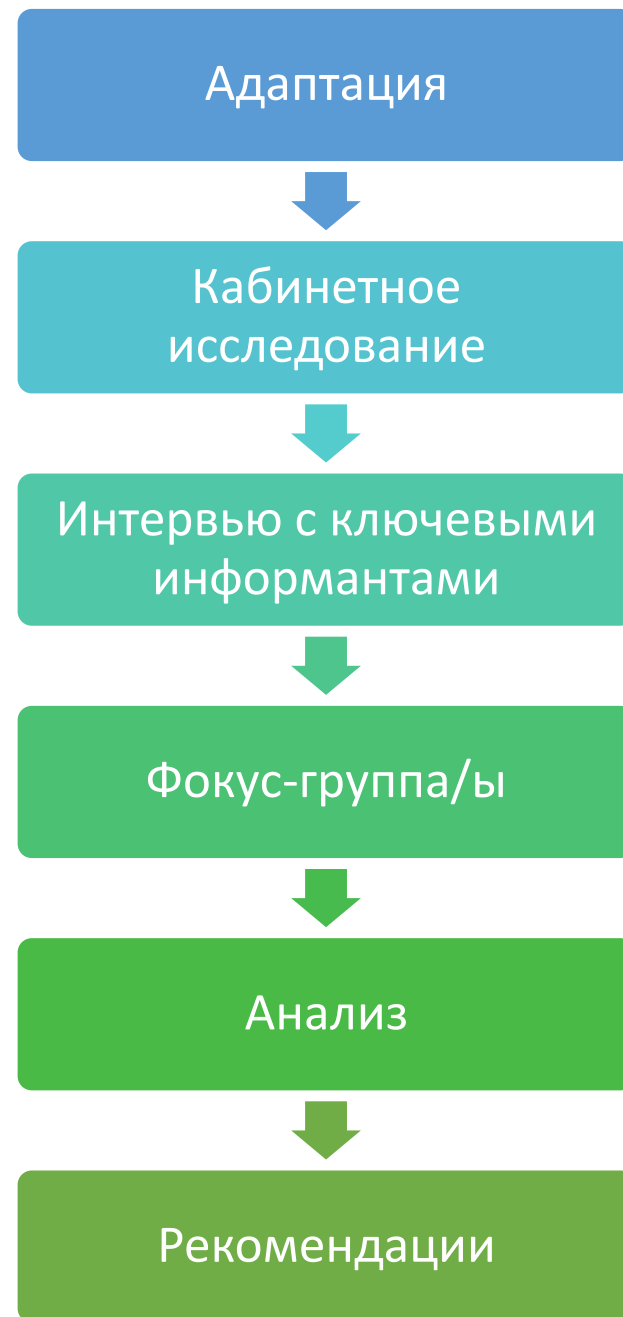 Адаптация
Кабинетное
исследование
Интервью с ключевыми
информантами
Фокус-группа/ы
Анализ
Рекомендации